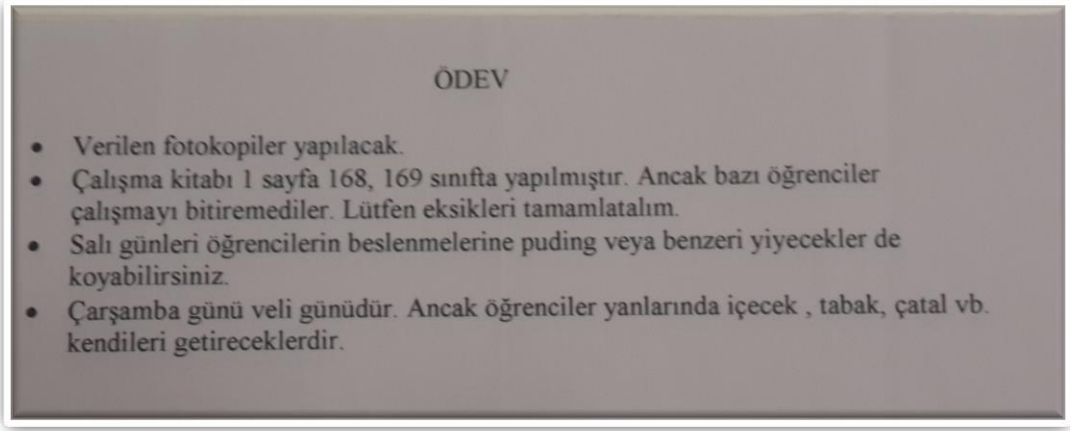 ÖDEV
• Verilen fotokopiler yapılacak.
• Çalışma kitabı 1 sayfa 168, 169 sınıfta yapılmıştır. Ancak bazı öğrenciler
çalışmayı bitiremediler. Lütfen eksikleri tamamlatalım.
• Salı günleri öğrencilerin beslenmelerine puding veya benzeri yiyecekler de
koyabilirsiniz.
• Çarşamba günü veli günüdür. Ancak öğrenciler yanlarında içecek , tabak, çatal vb.
kendileri getireceklerdir.